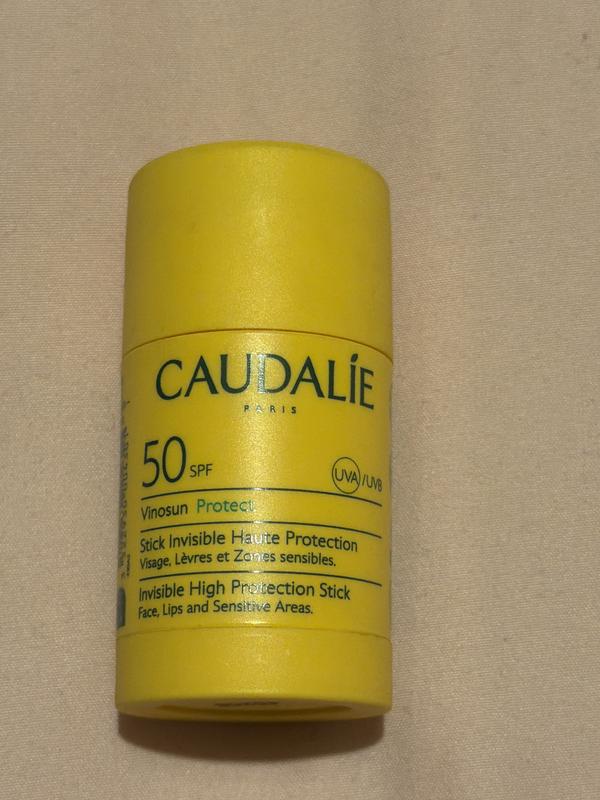 CAUDALÍE
PARIS
50 SPF
UVA/UVB
Vinosun Protect
Stick Invisible Haute Protection
Visage, Lèvres et Zones sensibles.
Invisible High Protection Stick
Face, Lips and Sensitive Areas.